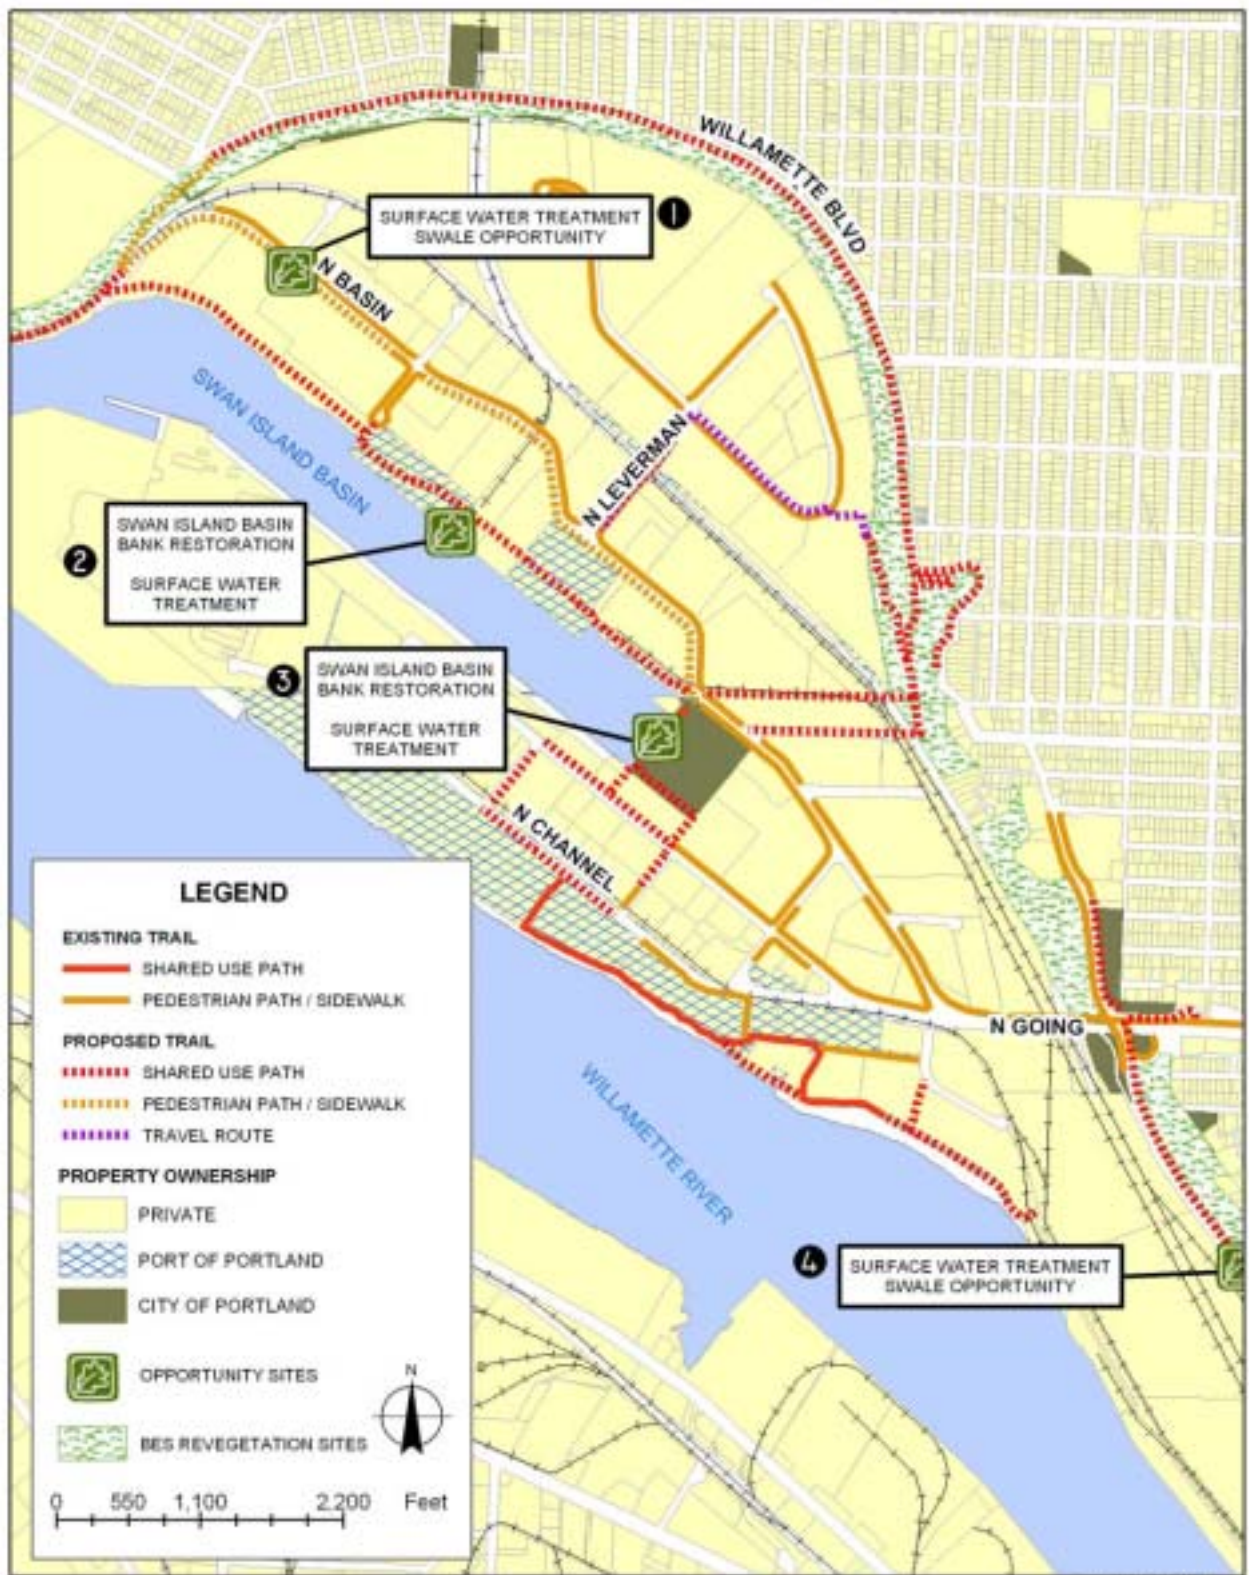 WILLAMETTE BLVD
SURFACE WATER TREATMENT
SWALE OPPORTUNITY
1
N BASIN
SWAN ISLAND BASIN
N LEVERMAN
2
SWAN ISLAND BASIN
BANK RESTORATION
SURFACE WATER
TREATMENT
3
SWAN ISLAND BASIN
BANK RESTORATION
SURFACE WATER
TREATMENT
N CHANNEL
N GOING
WILLAMETTE RIVER
4
SURFACE WATER TREATMENT
SWALE OPPORTUNITY
LEGEND
EXISTING TRAIL
SHARED USE PATH
PEDESTRIAN PATH / SIDEWALK
PROPOSED TRAIL
SHARED USE PATH
PEDESTRIAN PATH / SIDEWALK
TRAVEL ROUTE
PROPERTY OWNERSHIP
PRIVATE
PORT OF PORTLAND
CITY OF PORTLAND
OPPORTUNITY SITES
N
BES REVEGETATION SITES
0 550 1,100 2,200 Feet